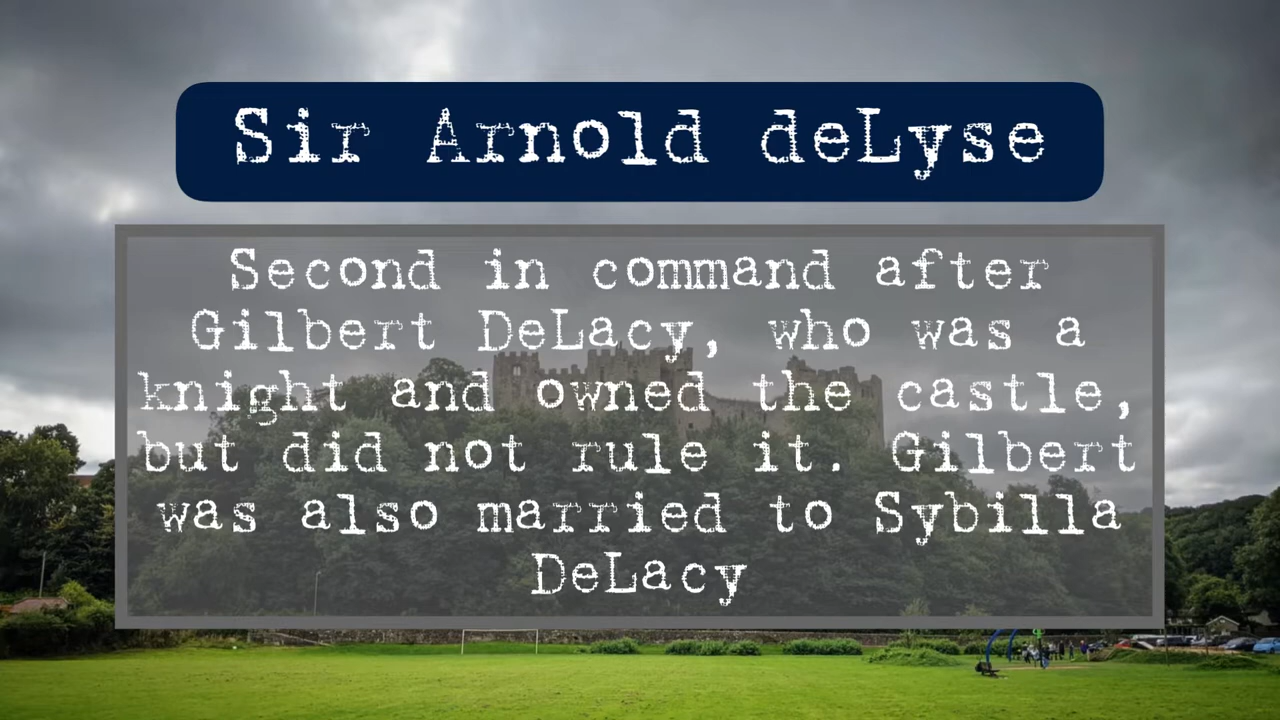 Sir Arnold deLyse
Second in command after
Gilbert DeLacy, who was a
knight and owned the castle,
but did not rule it. Gilbert
was also married to Sybilla
DeLacy